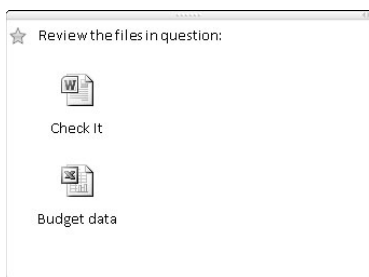 Review the files in question:
Check It
Budget data